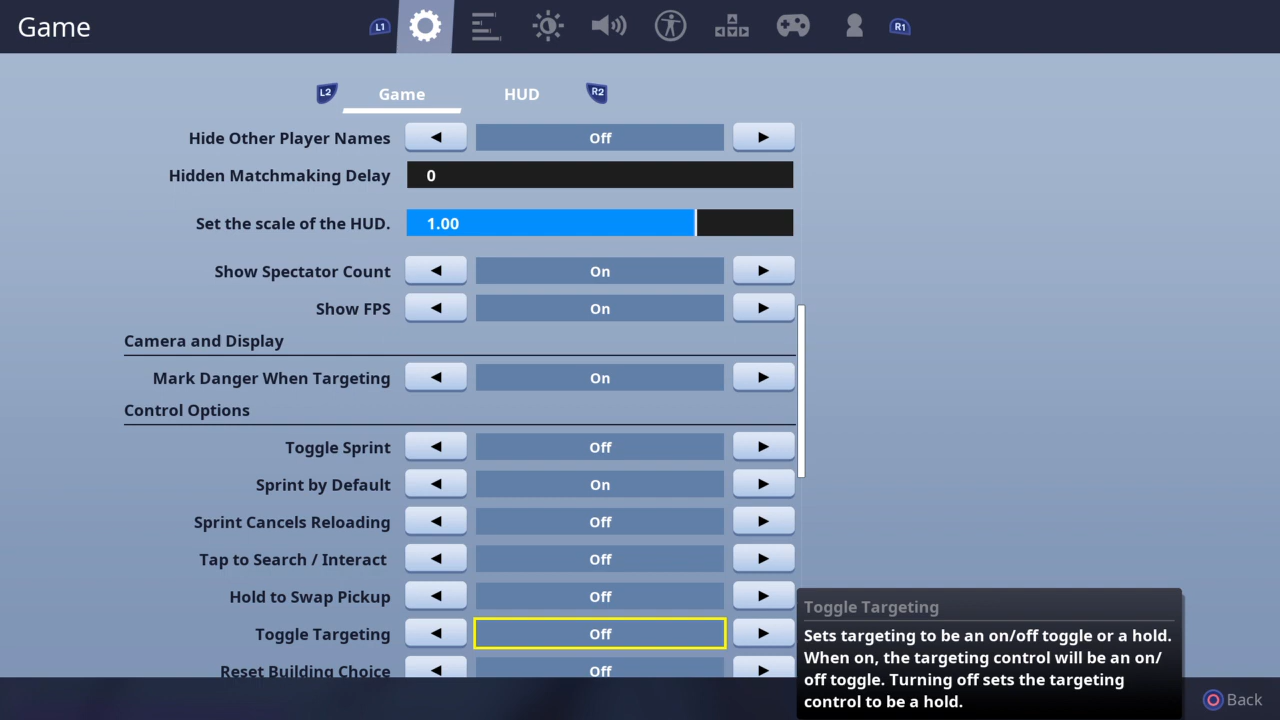 Game
L1
R1
L2
Game
HUD
R2
Hide Other Player Names
Off
Hidden Matchmaking Delay
0
Set the scale of the HUD.
1.00
Show Spectator Count
On
Show FPS
On
Camera and Display
Mark Danger When Targeting
On
Control Options
Toggle Sprint
Off
Sprint by Default
On
Sprint Cancels Reloading
Off
Tap to Search / Interact
Off
Hold to Swap Pickup
Off
Toggle Targeting
Off
Reset Building Choice
Off
Toggle Targeting
Sets targeting to be an on/off toggle or a hold.
When on, the targeting control will be an on/
off toggle. Turning off sets the targeting
control to be a hold.
Back